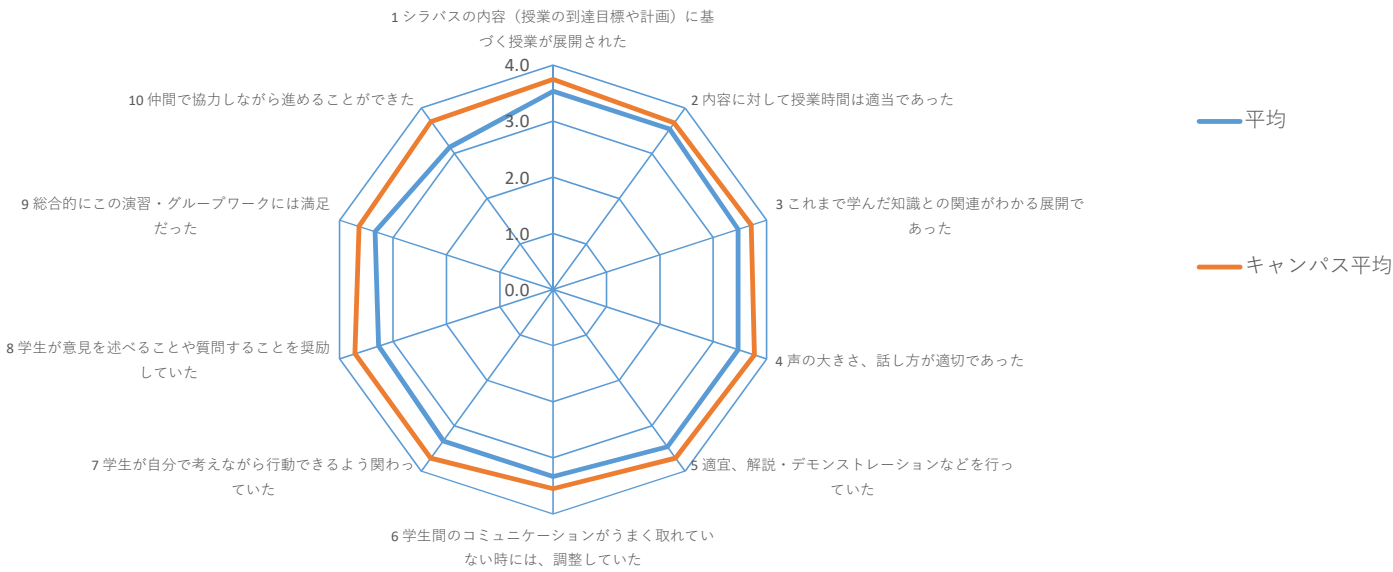 1 シラバスの内容（授業の到達目標や計画）に基
づく授業が展開された
4.0
3.0
2.0
1.0
0.0
2 内容に対して授業時間は適当であった
3 これまで学んだ知識との関連がわかる展開で
あった
4 声の大きさ、話し方が適切であった
5 適宜、解説・デモンストレーションなどを行っ
ていた
6 学生間のコミュニケーションがうまく取れてい
ない時には、調整していた
7 学生が自分で考えながら行動できるよう関わっ
ていた
8 学生が意見を述べることや質問することを奨励
していた
9 総合的にこの演習・グループワークには満足
だった
10 仲間で協力しながら進めることができた
平均
キャンパス平均